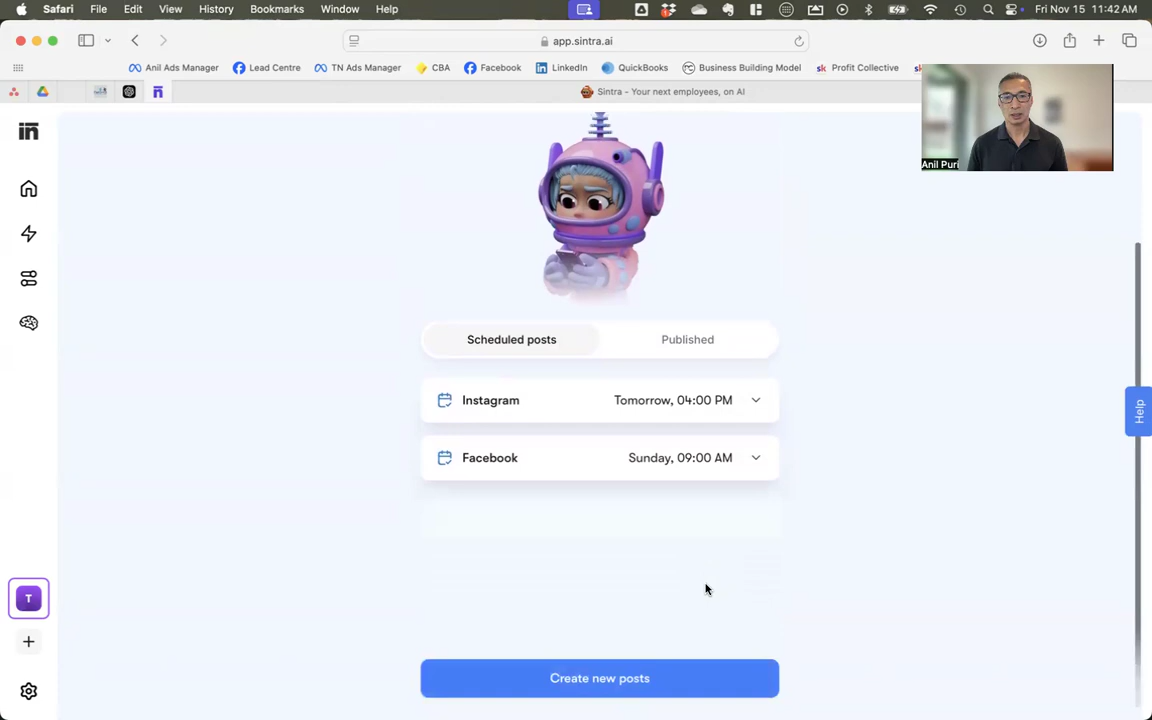 Safari File Edit View History Bookmarks Window Help Fri Nov 15 11:42 AM
app.sintra.ai
Anil Ads Manager Lead Centre TN Ads Manager CBA Facebook LinkedIn QuickBooks Business Building Model Profit Collective
Sintra - Your next employees, on AI
Anil Puri
Scheduled posts Published
Instagram Tomorrow, 04:00 PM
Help
Facebook Sunday, 09:00 AM
T
Create new posts